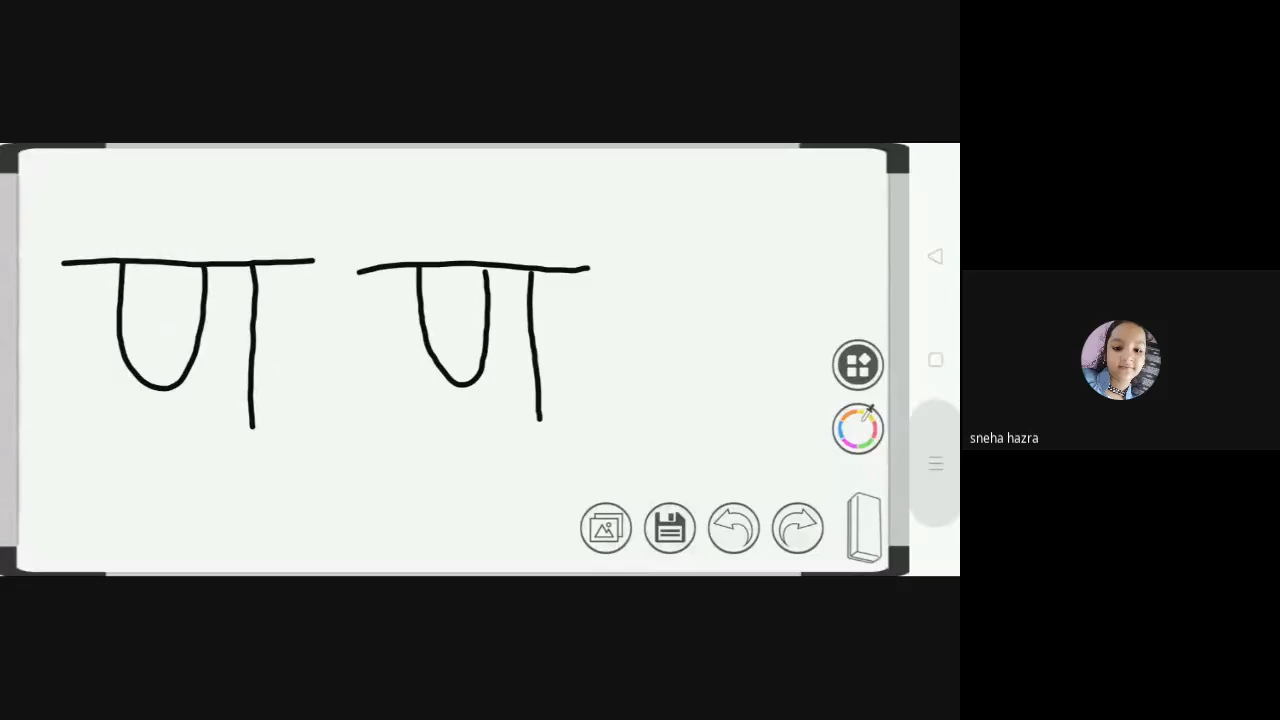 ण ण
sneha hazra